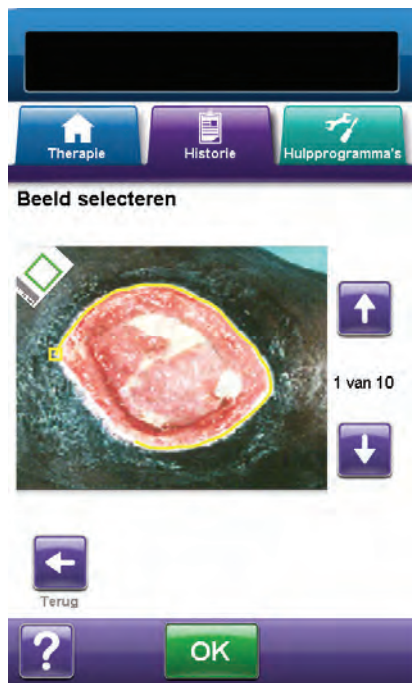 Therapie Historie Hulpprogramma's
Beeld selecteren
1 van 10
Terug
? OK